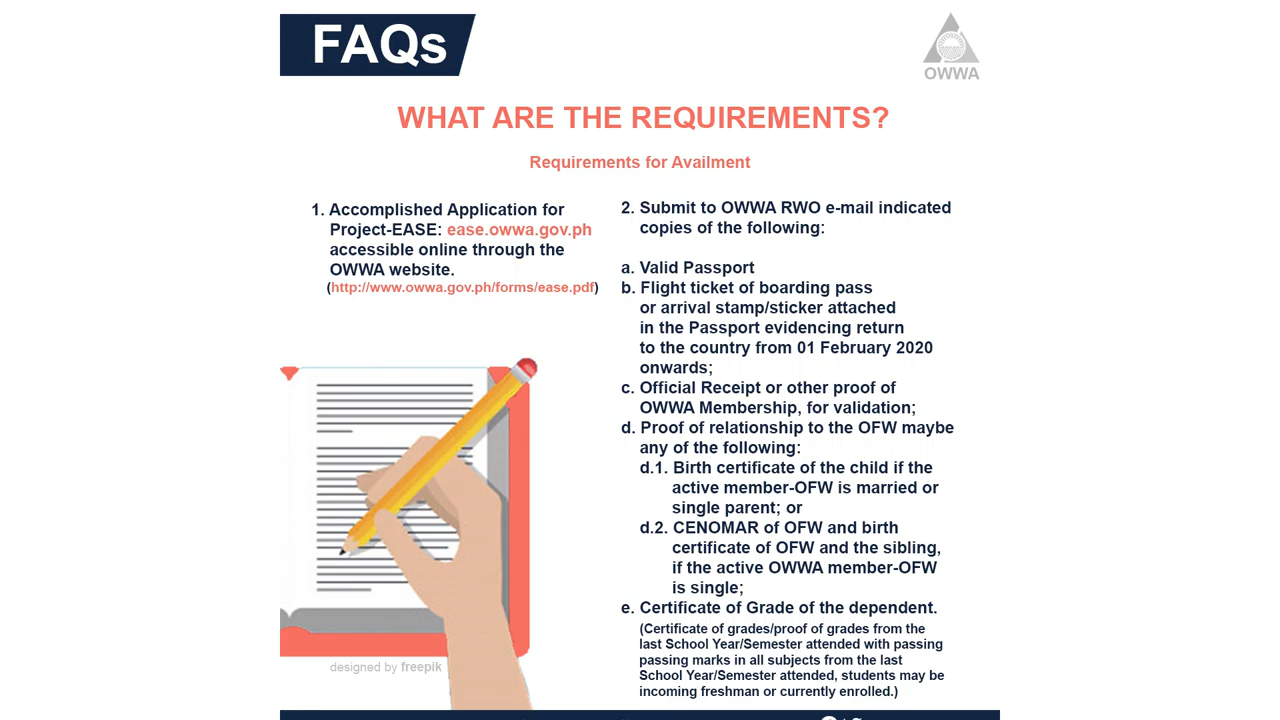 FAQs
OWWA
WHAT ARE THE REQUIREMENTS?
Requirements for Availment
1. Accomplished Application for
Project-EASE: ease.owwa.gov.ph
accessible online through the
OWWA website.
(http://www.owwa.gov.ph/forms/ease.pdf)
2. Submit to OWWA RWO e-mail indicated
copies of the following:
a. Valid Passport
b. Flight ticket of boarding pass
or arrival stamp/sticker attached
in the Passport evidencing return
to the country from 01 February 2020
onwards;
c. Official Receipt or other proof of
OWWA Membership, for validation;
d. Proof of relationship to the OFW maybe
any of the following:
d.1. Birth certificate of the child if the
active member-OFW is married or
single parent; or
d.2. CENOMAR of OFW and birth
certificate of OFW and the sibling,
if the active OWWA member-OFW
is single;
e. Certificate of Grade of the dependent.
(Certificate of grades/proof of grades from the
last School Year/Semester attended with passing
passing marks in all subjects from the last
School Year/Semester attended, students may be
incoming freshman or currently enrolled.)
designed by freepik